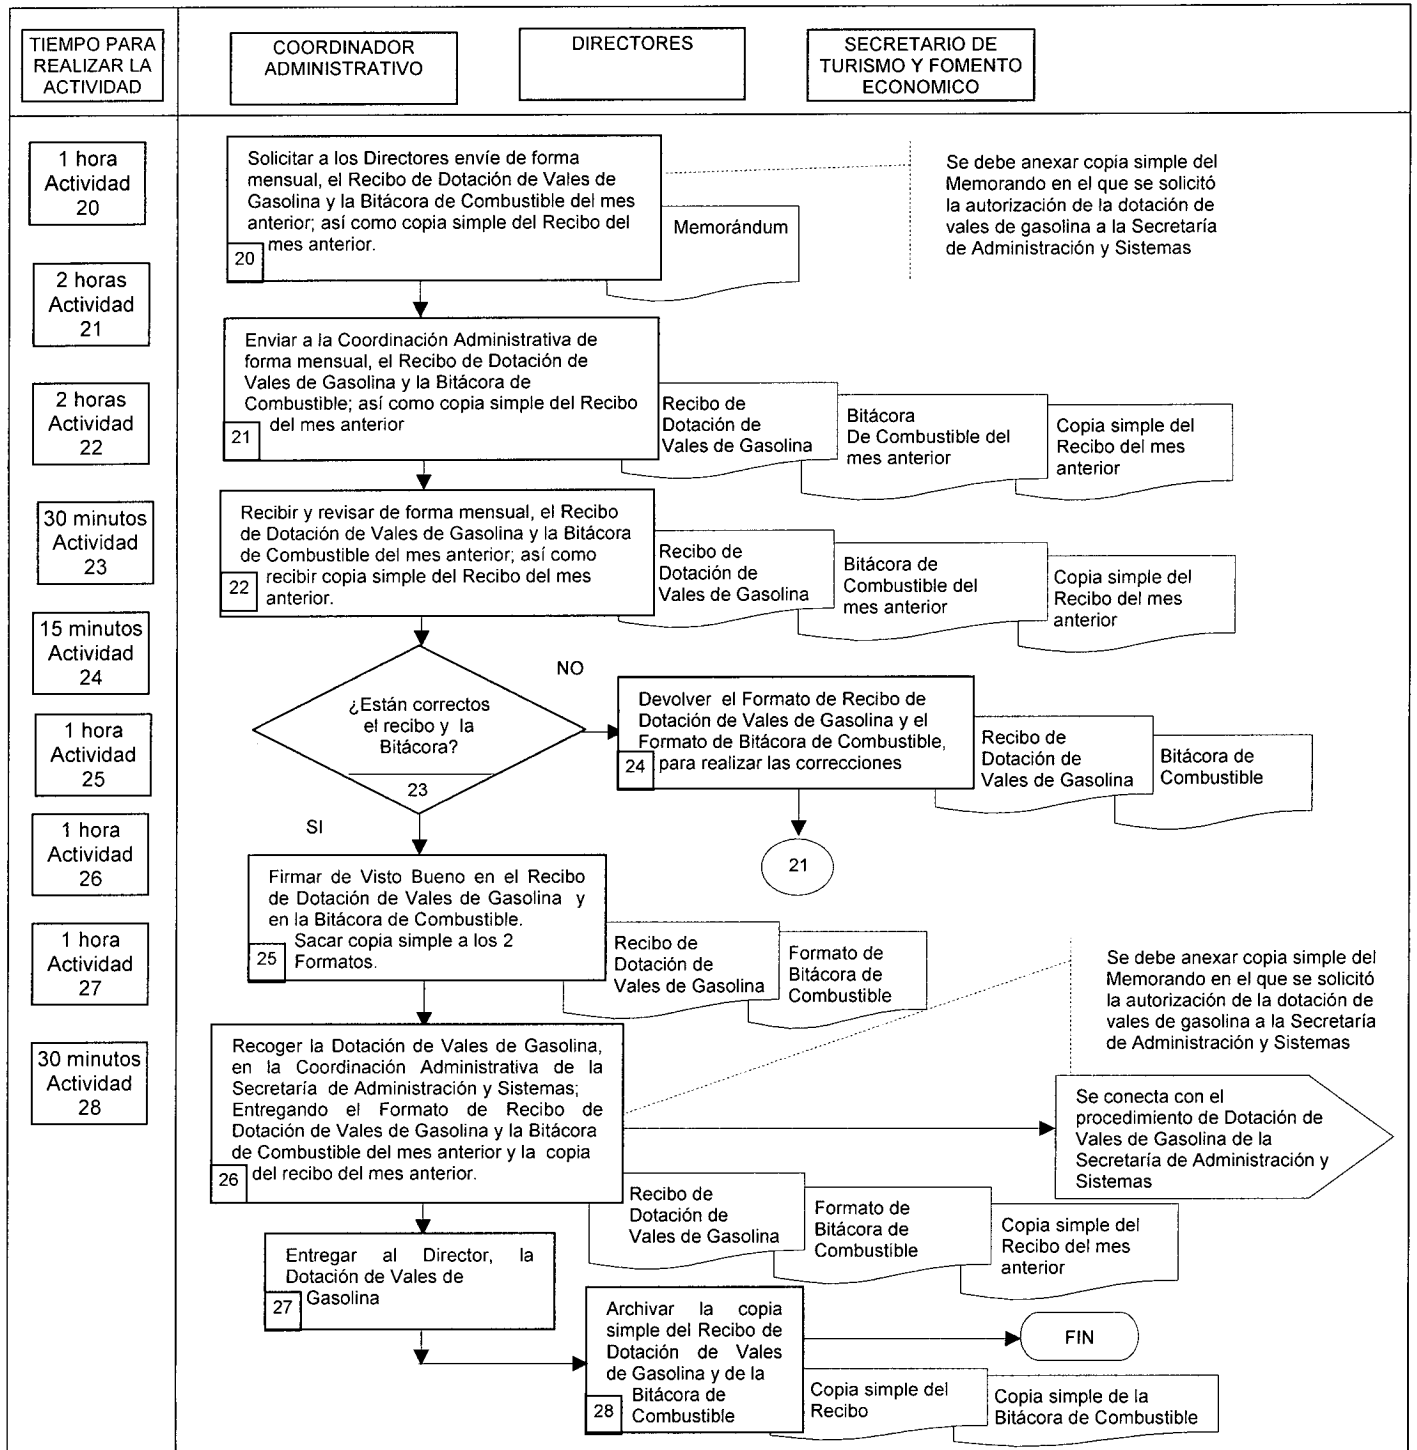 TIEMPO PARA
REALIZAR LA
ACTIVIDAD
COORDINADOR
ADMINISTRATIVO
DIRECTORES
SECRETARIO DE
TURISMO Y FOMENTO
ECONOMICO
1 hora
Actividad
20
2 horas
Actividad
21
2 horas
Actividad
22
30 minutos
Actividad
23
15 minutos
Actividad
24
1 hora
Actividad
25
1 hora
Actividad
26
1 hora
Actividad
27
30 minutos
Actividad
28
Solicitar a los Directores envíe de forma
mensual, el Recibo de Dotación de Vales de
Gasolina y la Bitácora de Combustible del mes
anterior; así como copia simple del Recibo del
mes anterior.
20
Memorándum
Se debe anexar copia simple del
Memorando en el que se solicitó
la autorización de la dotación de
vales de gasolina a la Secretaría
de Administración y Sistemas
Enviar a la Coordinación Administrativa de
forma mensual, el Recibo de Dotación de
Vales de Gasolina y la Bitácora de
Combustible; así como copia simple del Recibo
del mes anterior
21
Recibo de
Dotación de
Vales de Gasolina
Bitácora
De Combustible del
mes anterior
Copia simple del
Recibo del mes
anterior
Recibir y revisar de forma mensual, el Recibo
de Dotación de Vales de Gasolina y la Bitácora
de Combustible del mes anterior; así como
recibir copia simple del Recibo del mes
anterior.
22
Recibo de
Dotación de
Vales de Gasolina
Bitácora de
Combustible del
mes anterior
Copia simple del
Recibo del mes
anterior
¿Están correctos
el recibo y la
Bitácora?
23
NO
SI
Devolver el Formato de Recibo de
Dotación de Vales de Gasolina y el
Formato de Bitácora de Combustible,
para realizar las correcciones
24
Recibo de
Dotación de
Vales de Gasolina
Bitácora de
Combustible
21
Firmar de Visto Bueno en el Recibo
de Dotación de Vales de Gasolina y
en la Bitácora de Combustible.
Sacar copia simple a los 2
Formatos.
25
Recibo de
Dotación de
Vales de Gasolina
Formato de
Bitácora de
Combustible
Se debe anexar copia simple del
Memorando en el que se solicitó
la autorización de la dotación de
vales de gasolina a la Secretaría
de Administración y Sistemas
Recoger la Dotación de Vales de Gasolina,
en la Coordinación Administrativa de la
Secretaría de Administración y Sistemas;
Entregando el Formato de Recibo de
Dotación de Vales de Gasolina y la Bitácora
de Combustible del mes anterior y la copia
del recibo del mes anterior.
26
Se conecta con el
procedimiento de Dotación de
Vales de Gasolina de la
Secretaría de Administración y
Sistemas
Recibo de
Dotación de
Vales de Gasolina
Formato de
Bitácora de
Combustible
Copia simple del
Recibo del mes
anterior
Entregar al Director, la
Dotación de Vales de
Gasolina
27
Archivar la copia
simple del Recibo de
Dotación de Vales
de Gasolina y de la
Bitácora de
Combustible
28
FIN
Copia simple del
Recibo
Copia simple de la
Bitácora de Combustible